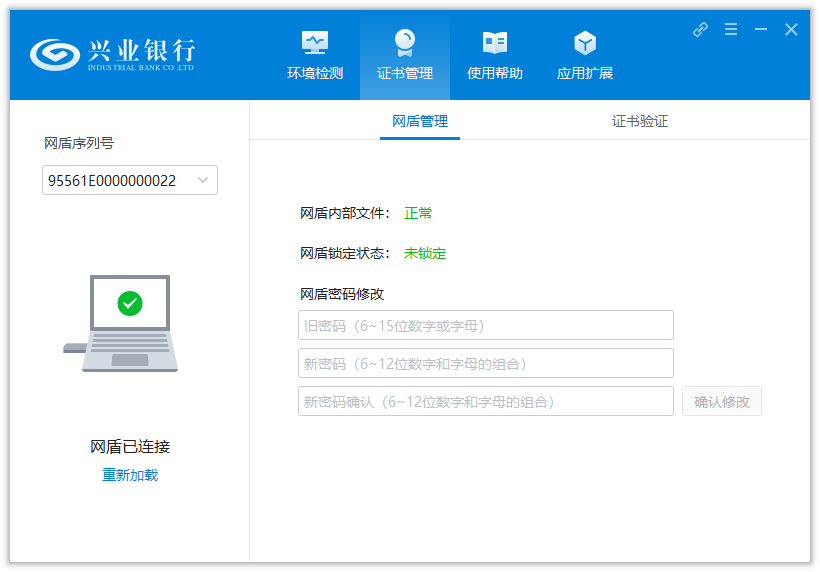 兴业银行
INDUSTRIAL BANK CO.,LTD
环境检测
证书管理
使用帮助
应用扩展
网盾序列号
95561E0000000022
网盾已连接
重新加载
网盾管理
证书验证
网盾内部文件： 正常
网盾锁定状态： 未锁定
网盾密码修改
旧密码（6~15位数字或字母）
新密码（6~12位数字和字母的组合）
新密码确认（6~12位数字和字母的组合）
确认修改